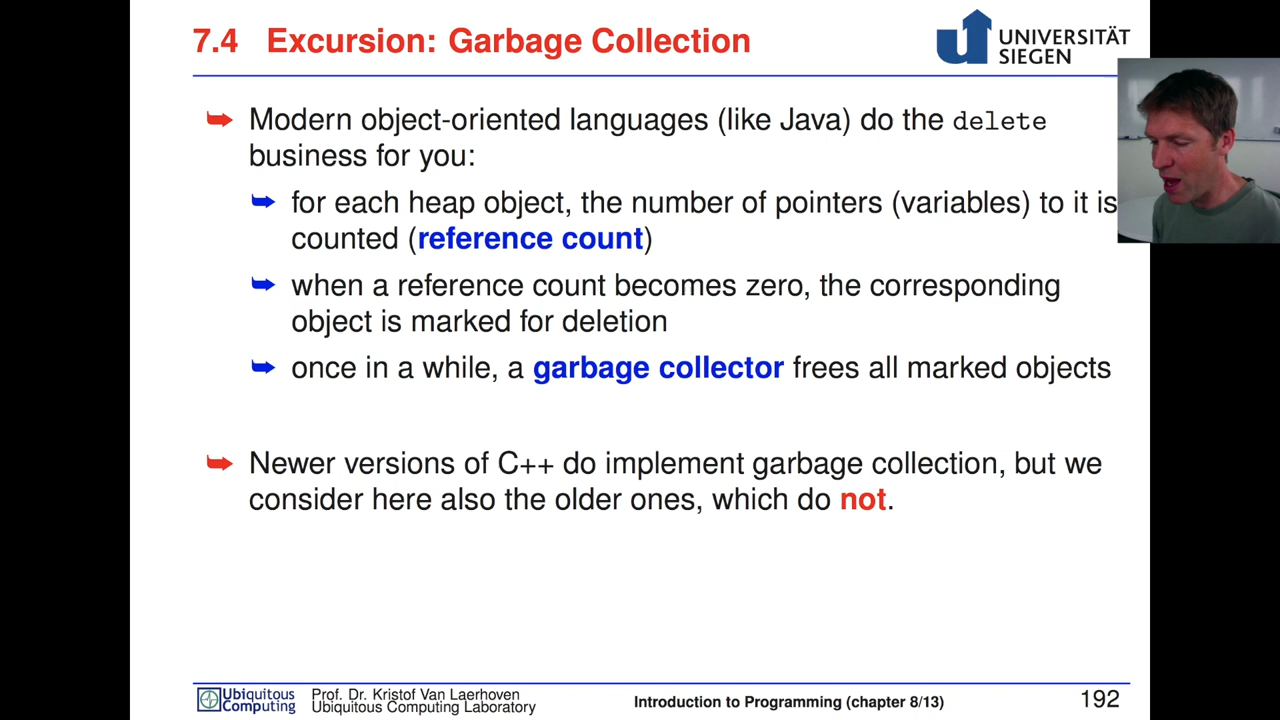 7.4 Excursion: Garbage Collection
UNIVERSITÄT
SIEGEN
Modern object-oriented languages (like Java) do the delete
business for you:
for each heap object, the number of pointers (variables) to it is
counted (reference count)
when a reference count becomes zero, the corresponding
object is marked for deletion
once in a while, a garbage collector frees all marked objects
Newer versions of C++ do implement garbage collection, but we
consider here also the older ones, which do not.
Ubiquitous
Computing
Prof. Dr. Kristof Van Laerhoven
Ubiquitous Computing Laboratory
Introduction to Programming (chapter 8/13)
192